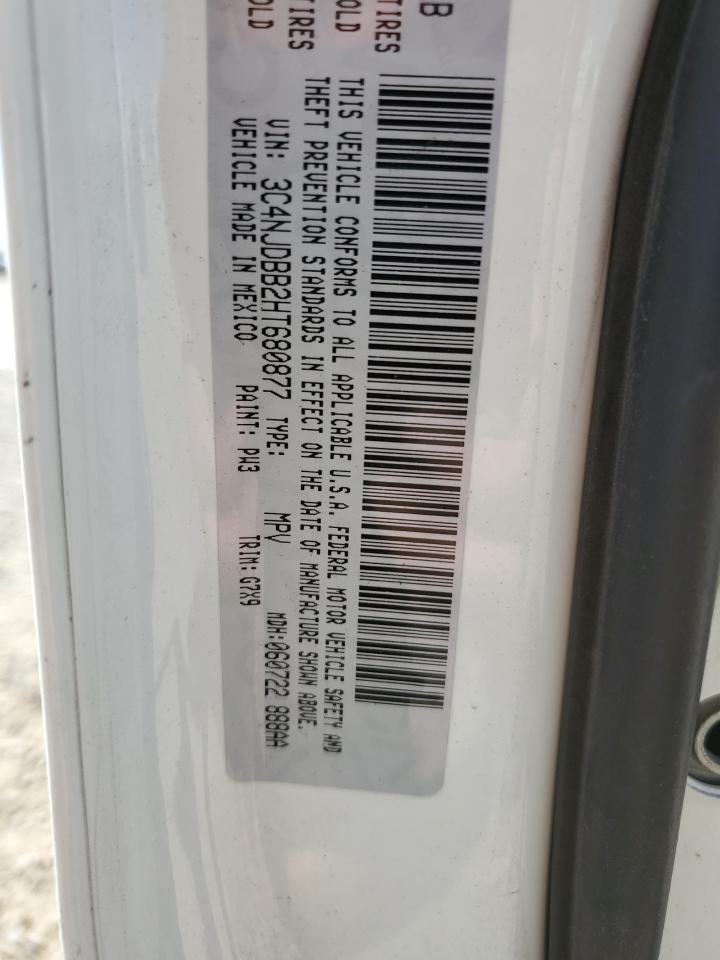 B
TIRES
OLD
TIRES
OLD
THIS VEHICLE CONFORMS TO ALL APPLICABLE U.S.A. FEDERAL MOTOR VEHICLE SAFETY AND
THEFT PREVENTION STANDARDS IN EFFECT ON THE DATE OF MANUFACTURE SHOWN ABOVE.
VIN: 3C4NJDBB2HT680877 TYPE: MPV MDH:060722 888AA
VEHICLE MADE IN MEXICO PAINT: PW3 TRIM: G7X9